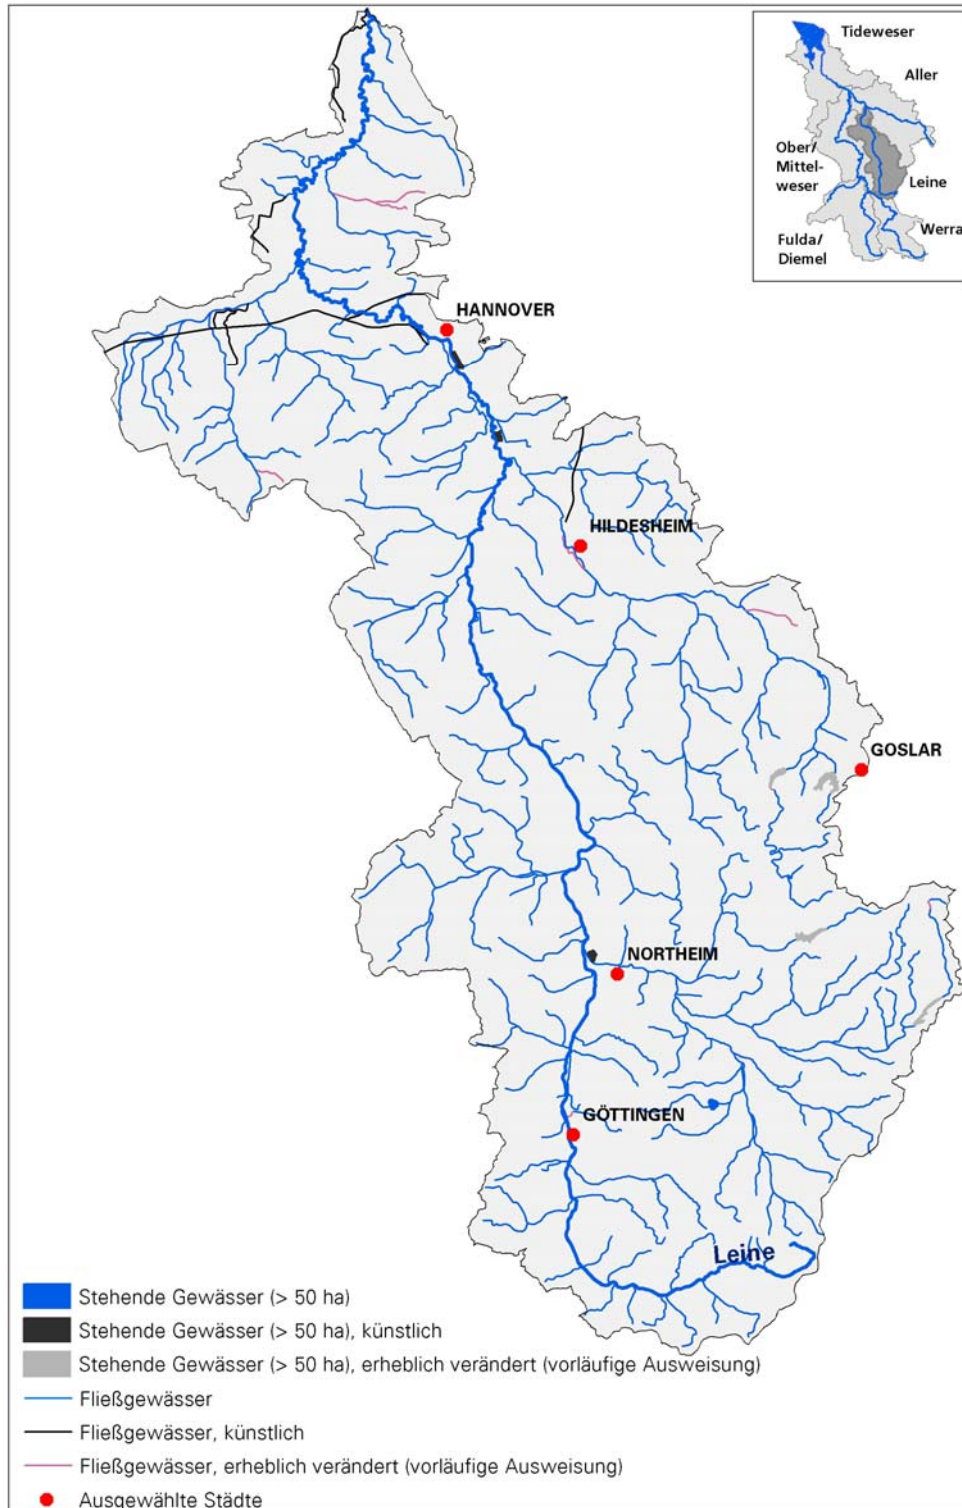 Tideweser
Aller
Ober/
Mittel-
weser
Leine
Werra
Fulda/
Diemel
HANNOVER
HILDESHEIM
GOSLAR
NORTHEIM
GÖTTINGEN
Leine
Stehende Gewässer (> 50 ha)
Stehende Gewässer (> 50 ha), künstlich
Stehende Gewässer (> 50 ha), erheblich verändert (vorläufige Ausweisung)
Fließgewässer
Fließgewässer, künstlich
Fließgewässer, erheblich verändert (vorläufige Ausweisung)
Ausgewählte Städte